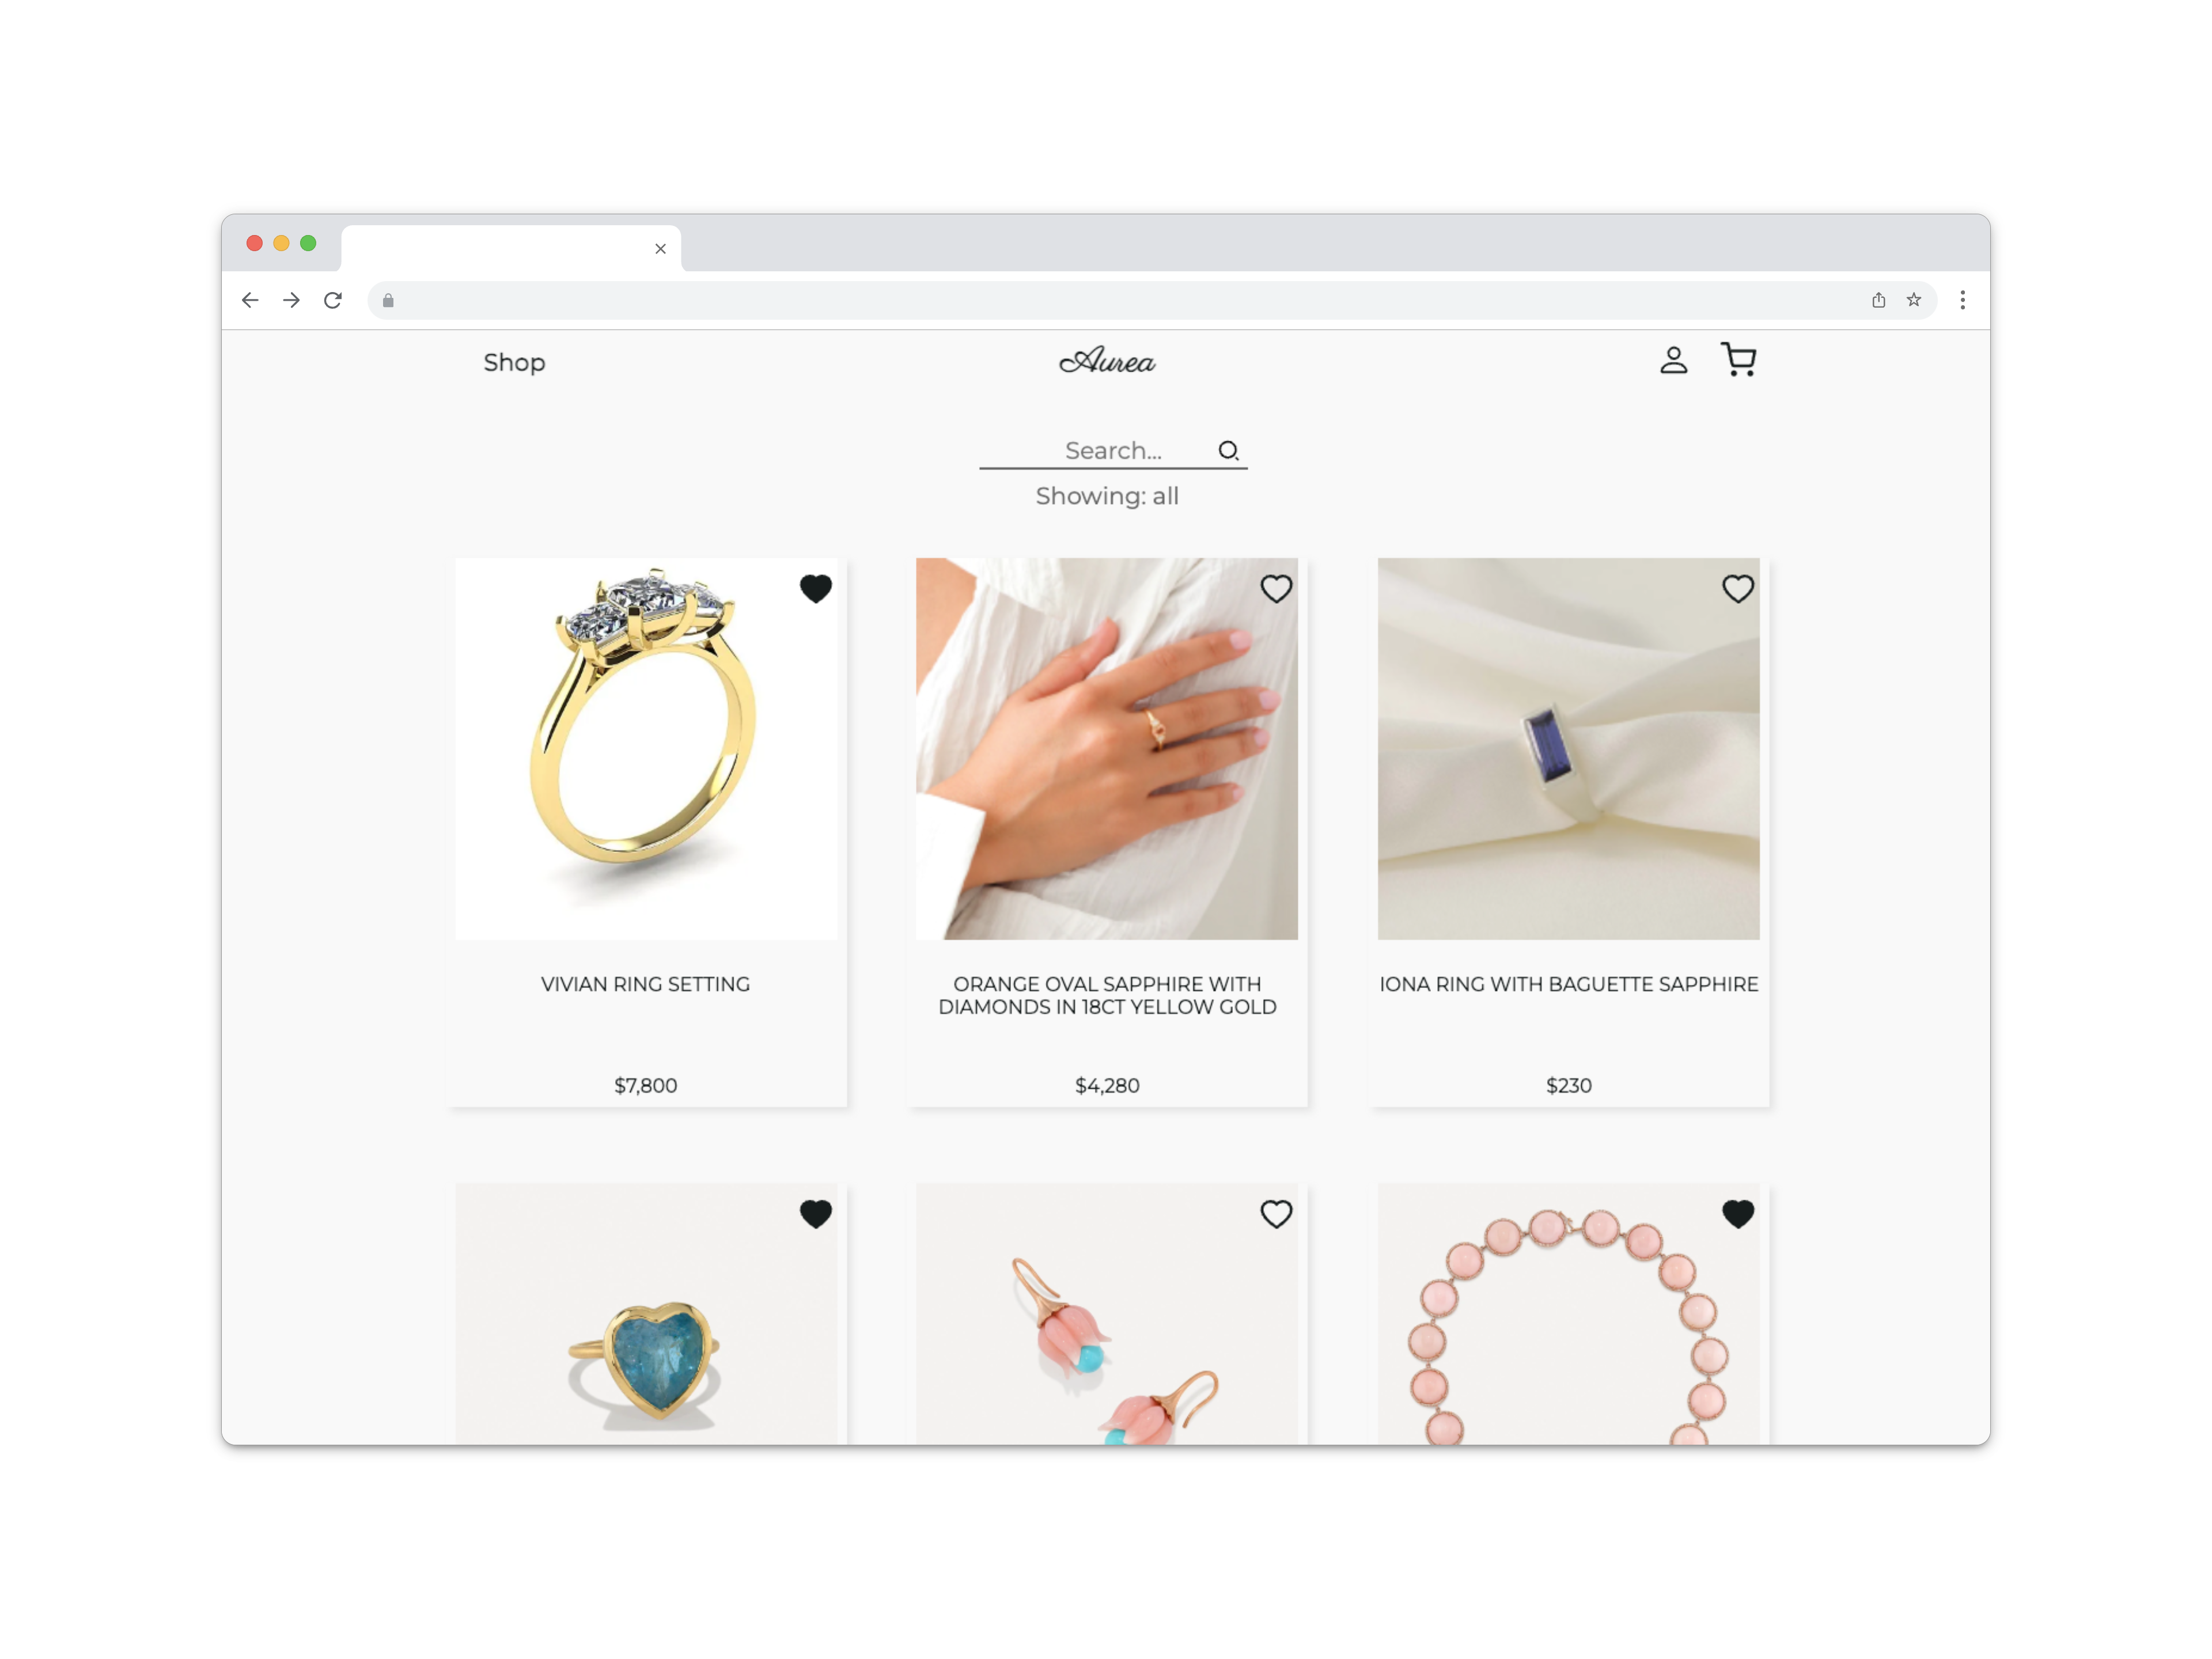 Shop
Aurea
Search...
Showing: all
VIVIAN RING SETTING
$7,800
ORANGE OVAL SAPPHIRE WITH
DIAMONDS IN 18CT YELLOW GOLD
$4,280
IONA RING WITH BAGUETTE SAPPHIRE
$230